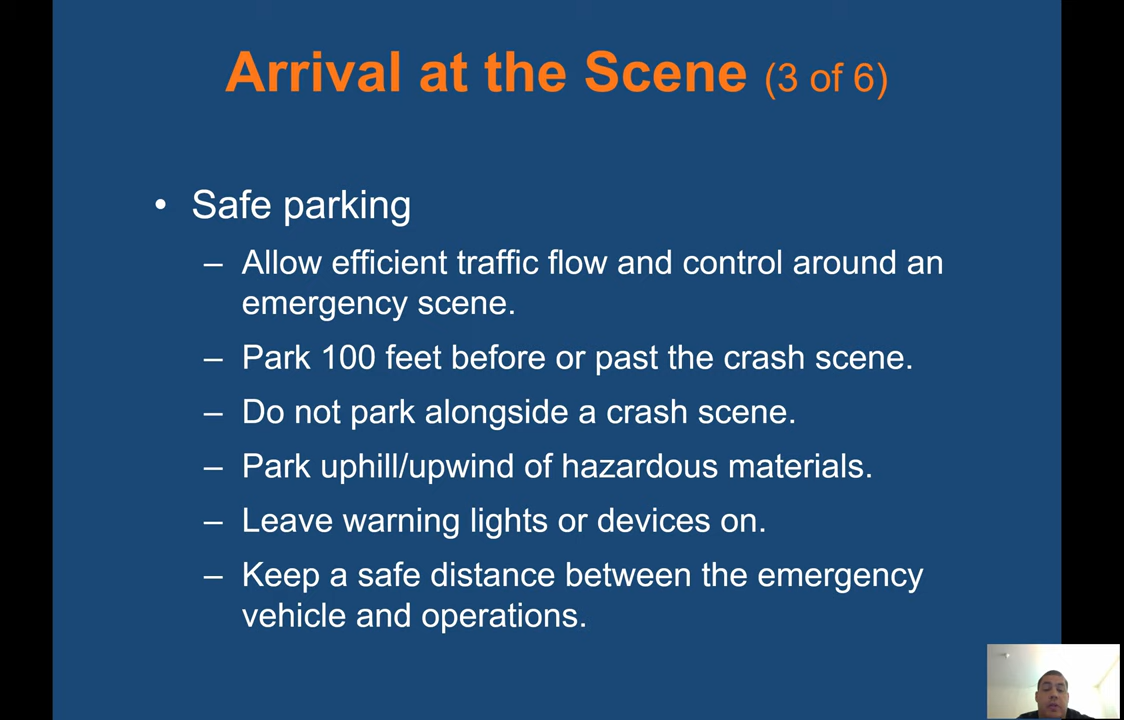 Arrival at the Scene (3 of 6)
• Safe parking
– Allow efficient traffic flow and control around an
emergency scene.
– Park 100 feet before or past the crash scene.
– Do not park alongside a crash scene.
– Park uphill/upwind of hazardous materials.
– Leave warning lights or devices on.
– Keep a safe distance between the emergency
vehicle and operations.